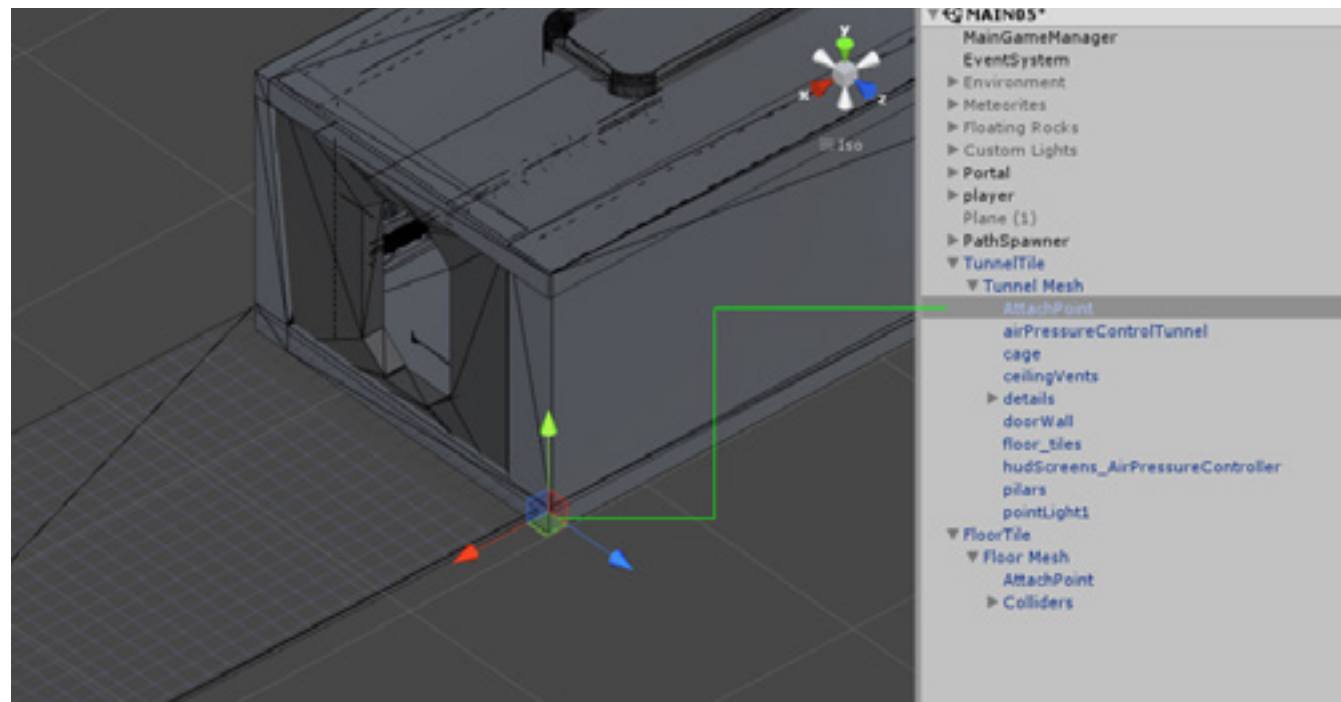 MAIN05*
MainGameManager
EventSystem
Environment
Meteorites
Floating Rocks
Custom Lights
Portal
player
Plane (1)
PathSpawner
TunnelTile
Tunnel Mesh
AttachPoint
airPressureControlTunnel
cage
ceilingVents
details
doorWall
floor_tiles
hudScreens_AirPressureController
pilars
pointLight1
FloorTile
Floor Mesh
AttachPoint
Colliders
y
x
z
Iso